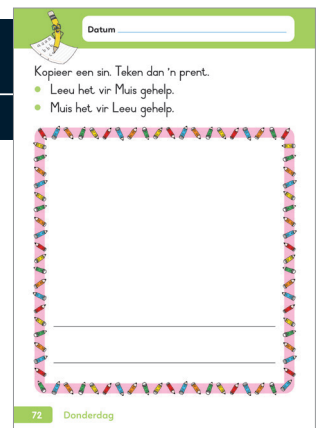 Datum
Kopieer een sin. Teken dan 'n prent.
Leeu het vir Muis gehelp.
Muis het vir Leeu gehelp.
72 Donderdag